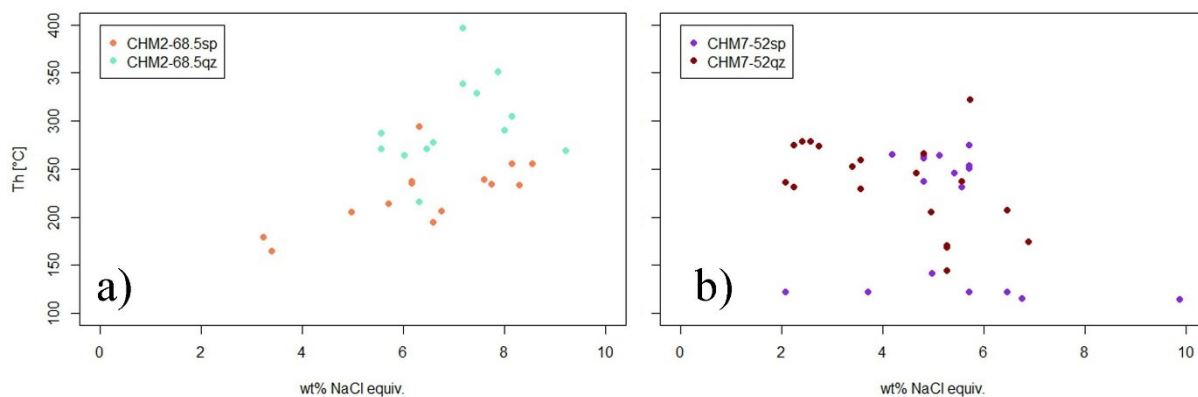 400
350
300
250
200
150
100
Th [°C]
CHM2-68.5sp
CHM2-68.5qz
a)
0 2 4 6 8 10
wt% NaCl equiv.
CHM7-52sp
CHM7-52qz
b)
0 2 4 6 8 10
wt% NaCl equiv.